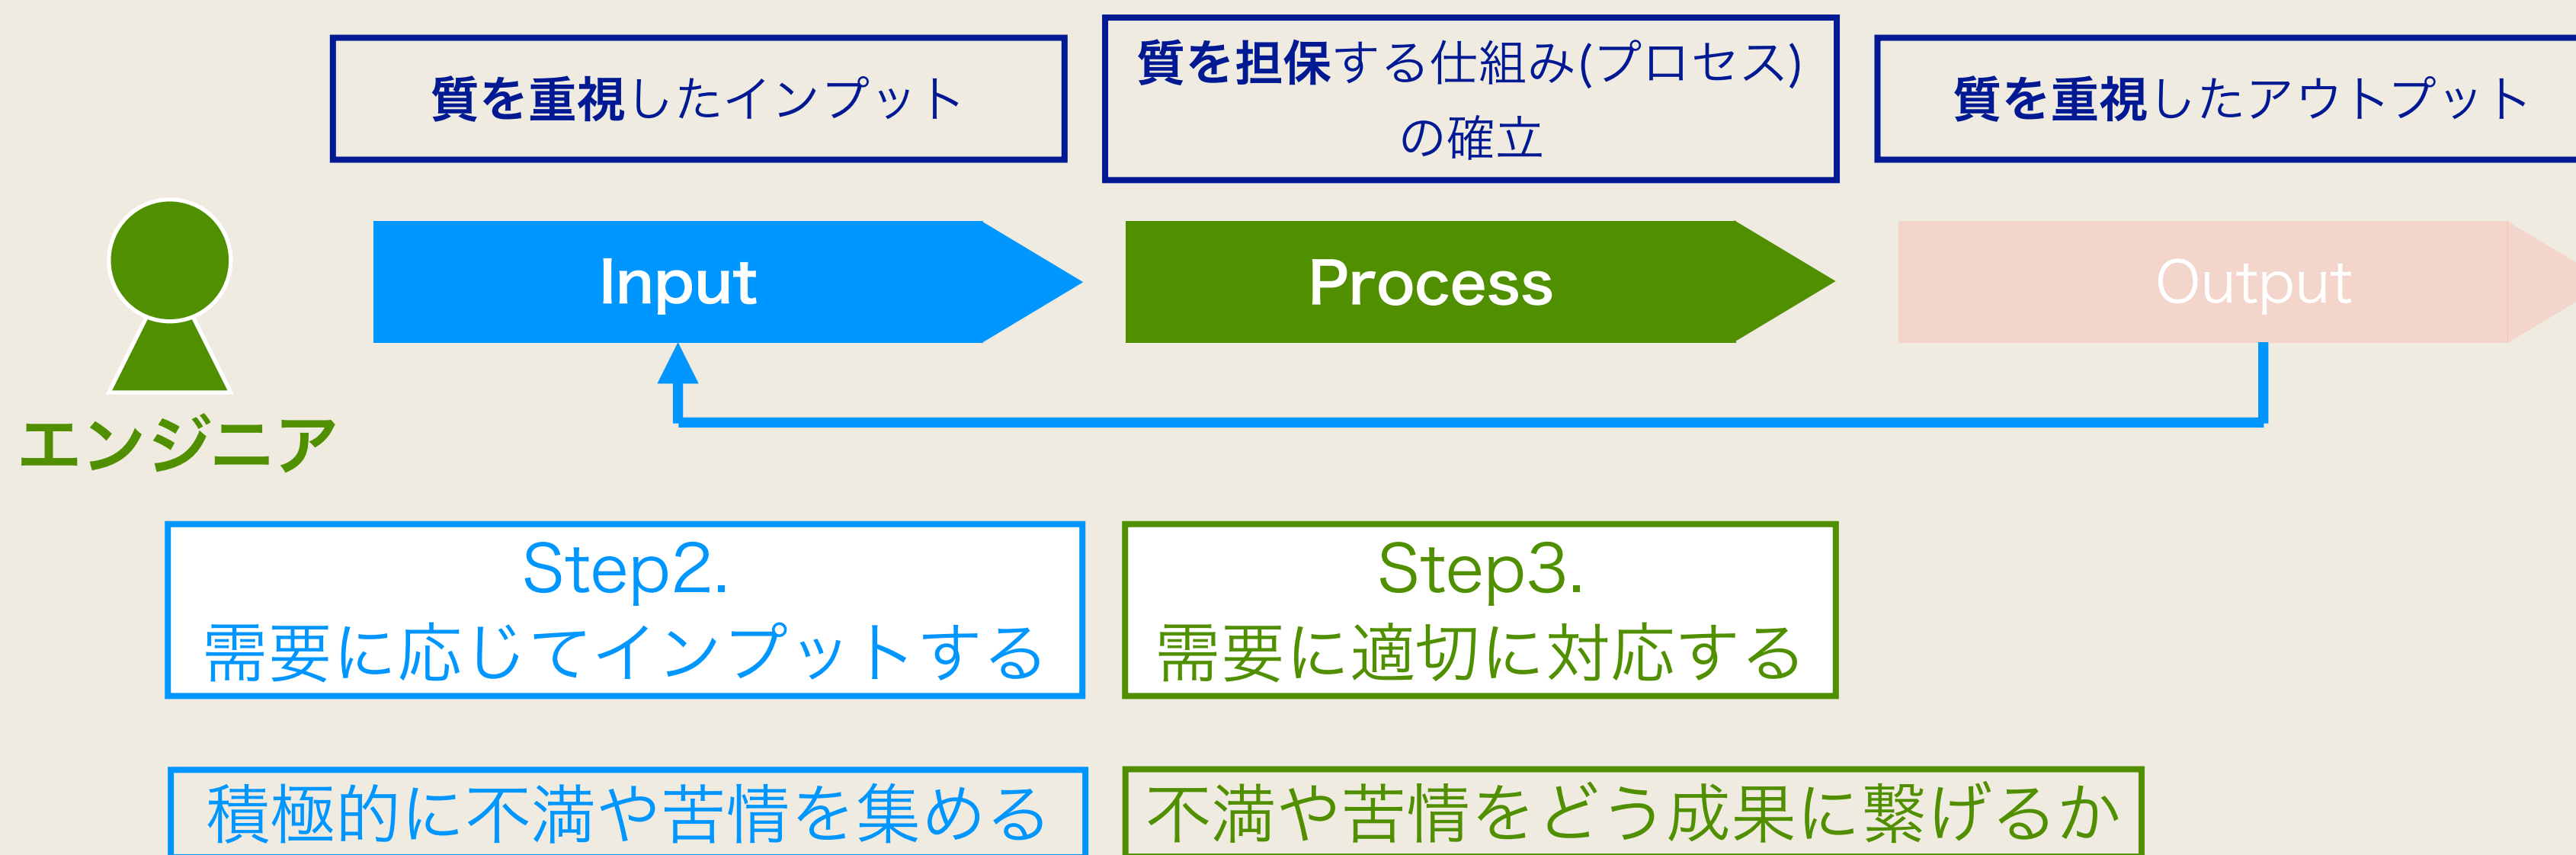 質を重視したインプット
質を担保する仕組み(プロセス)
の確立
質を重視したアウトプット
Input
Process
Output
エンジニア
Step2.
需要に応じてインプットする
Step3.
需要に適切に対応する
積極的に不満や苦情を集める
不満や苦情をどう成果に繋げるか